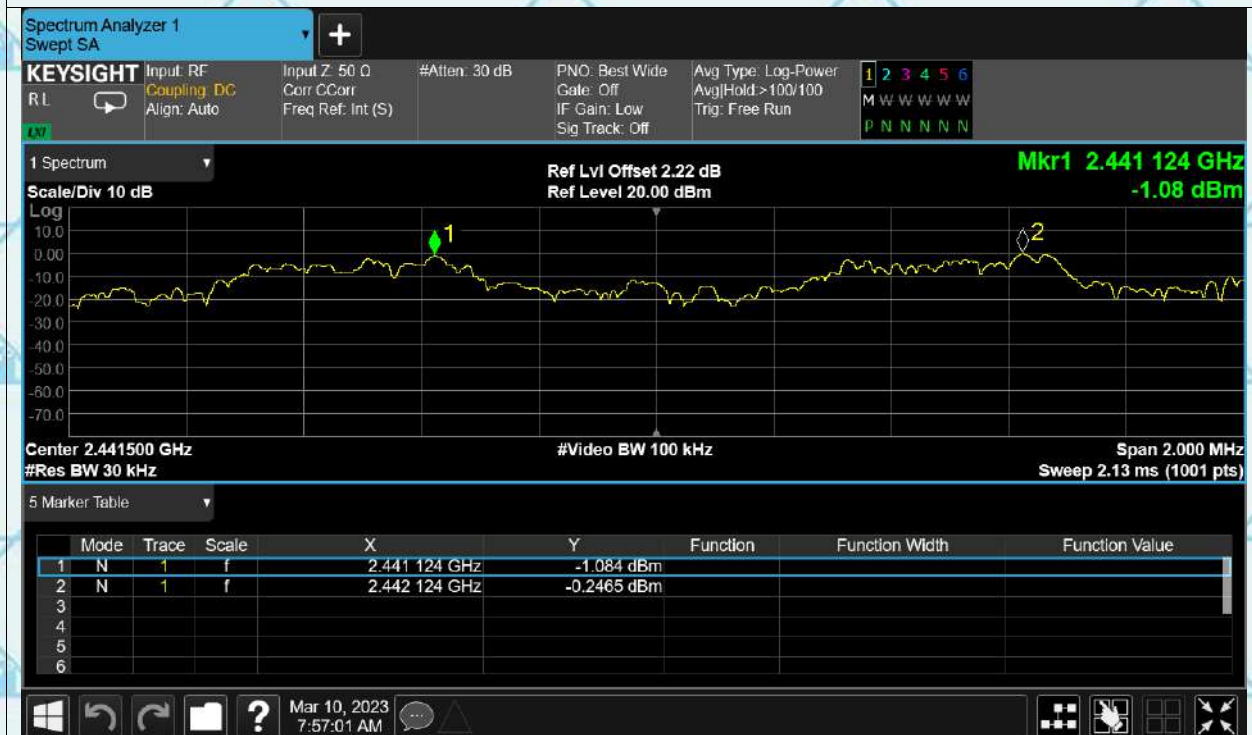 Spectrum Analyzer 1
Swept SA
+
KEYSIGHT
RL
LXI
Input: RF
Coupling: DC
Align: Auto
Input Z: 50 Ω
Corr CCorr
Freq Ref: Int (S)
#Atten: 30 dB
PNO: Best Wide
Gate: Off
IF Gain: Low
Sig Track: Off
Avg Type: Log-Power
Avg|Hold:>100/100
Trig: Free Run
1 2 3 4 5 6
M W W W W W
P N N N N N
1 Spectrum
Scale/Div 10 dB
Ref Lvl Offset 2.22 dB
Ref Level 20.00 dBm
Mkr1 2.441 124 GHz
-1.08 dBm
Log
10.0
0.00
-10.0
-20.0
-30.0
-40.0
-50.0
-60.0
-70.0
1
2
Center 2.441500 GHz
#Res BW 30 kHz
#Video BW 100 kHz
Span 2.000 MHz
Sweep 2.13 ms (1001 pts)
5 Marker Table
Mode Trace Scale X Y Function Function Width Function Value
1 N 1 f 2.441 124 GHz -1.084 dBm
2 N 1 f 2.442 124 GHz -0.2465 dBm
3
4
5
6
?
Mar 10, 2023
7:57:01 AM